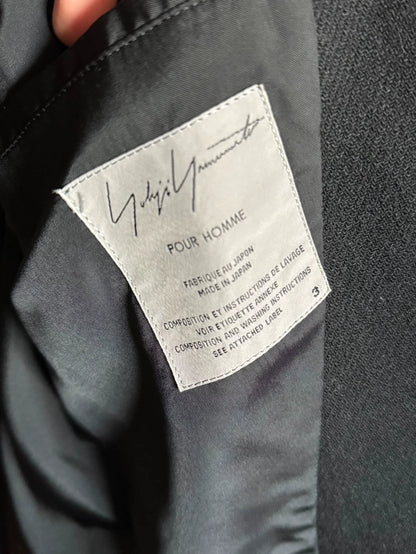 Yohji Yamamoto
POUR HOMME
FABRIQUE AU JAPON
MADE IN JAPAN
COMPOSITION ET INSTRUCTIONS DE LAVAGE
VOIR ETIQUETTE ANNEXE
COMPOSITION AND WASHING INSTRUCTIONS
SEE ATTACHED LABEL
3